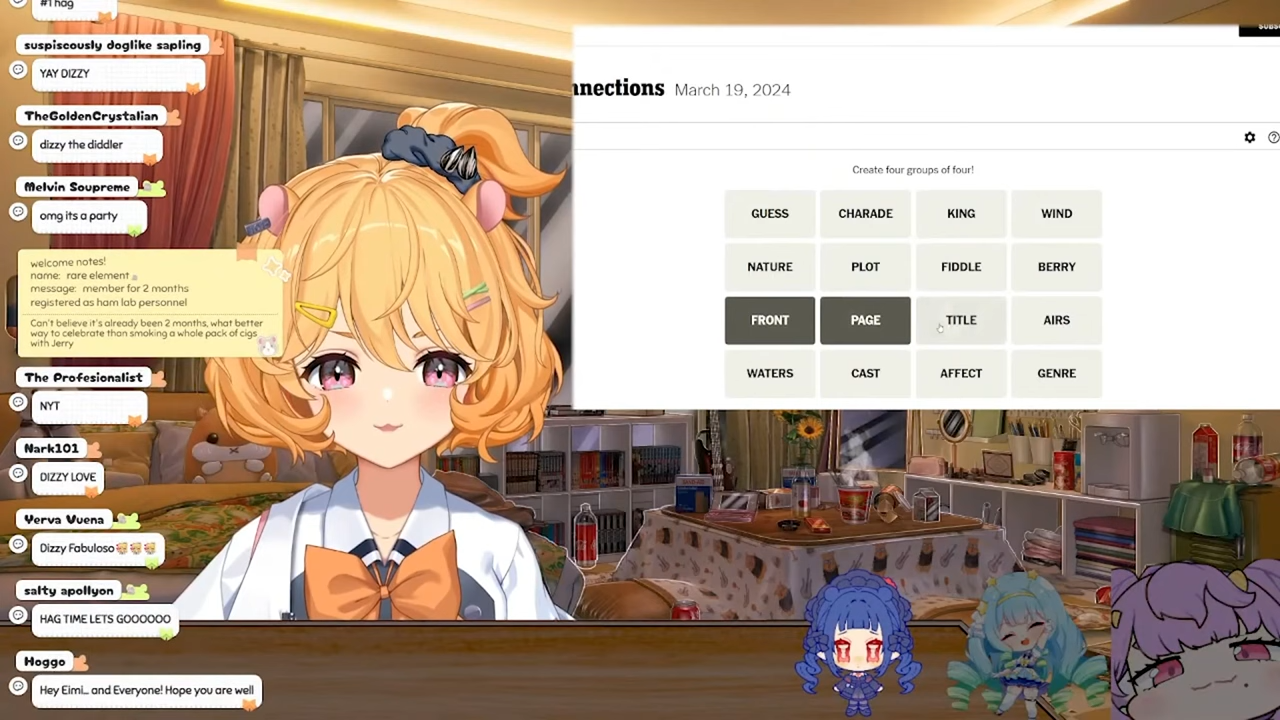 #1 hag
suspiscously doglike sapling
YAY DIZZY
TheGoldenCrystalian
dizzy the diddler
Melvin Soupreme
omg its a party
welcome notes!
name: rare element
message: member for 2 months
registered as ham lab personnel
Can't believe it's already been 2 months, what better
way to celebrate than smoking a whole pack of cigs
with Jerry
The Profesionalist
NYT
Nark101
DIZZY LOVE
Yerva Vuena
Dizzy Fabuloso
salty apollyon
HAG TIME LETS GOOOOOO
Hoggo
Hey Eimi_ and Everyone! Hope you are well
nnections March 19, 2024
Create four groups of four!
GUESS CHARADE KING WIND
NATURE PLOT FIDDLE BERRY
FRONT PAGE TITLE AIRS
WATERS CAST AFFECT GENRE